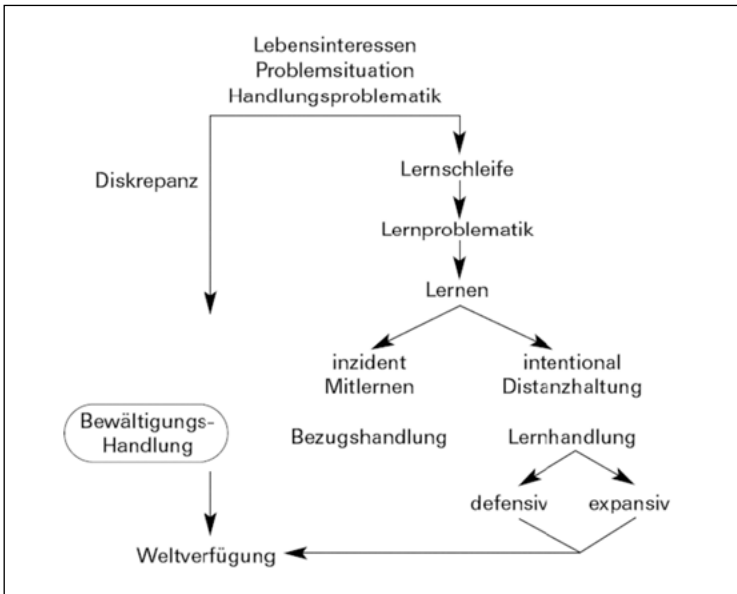 Lebensinteressen
Problemsituation
Handlungsproblematik
Diskrepanz
Lernschleife
Lernproblematik
Lernen
inzident
Mitlernen
intentional
Distanzhaltung
Bewältigungs-
Handlung
Bezugshandlung
Lernhandlung
defensiv
expansiv
Weltverfügung